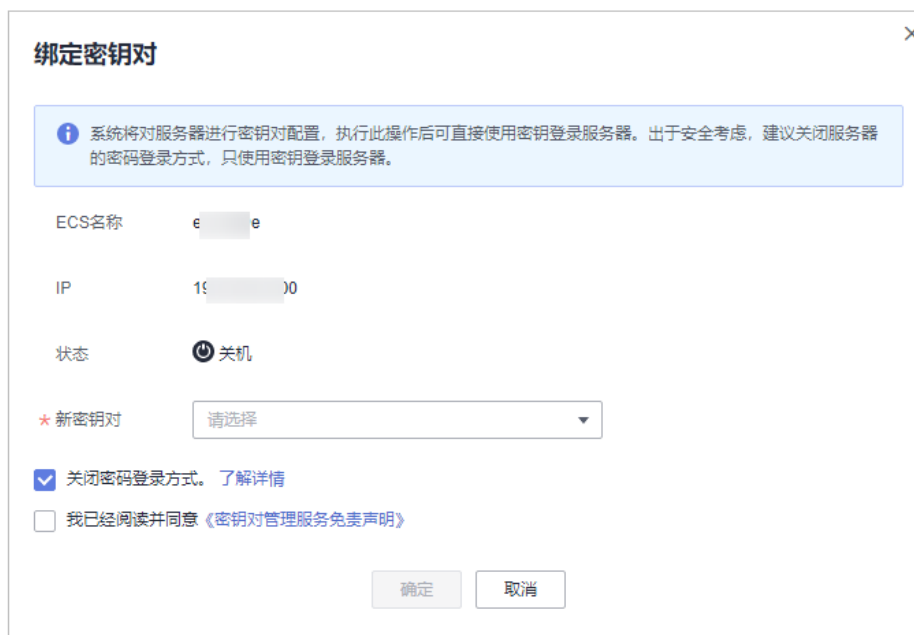 绑定密钥对
系统将对服务器进行密钥对配置，执行此操作后可直接使用密钥登录服务器。出于安全考虑，建议关闭服务器
的密码登录方式，只使用密钥登录服务器。
ECS名称 e e
IP 19 00
状态 关机
* 新密钥对 请选择
关闭密码登录方式。 了解详情
我已经阅读并同意《密钥对管理服务免责声明》
确定 取消